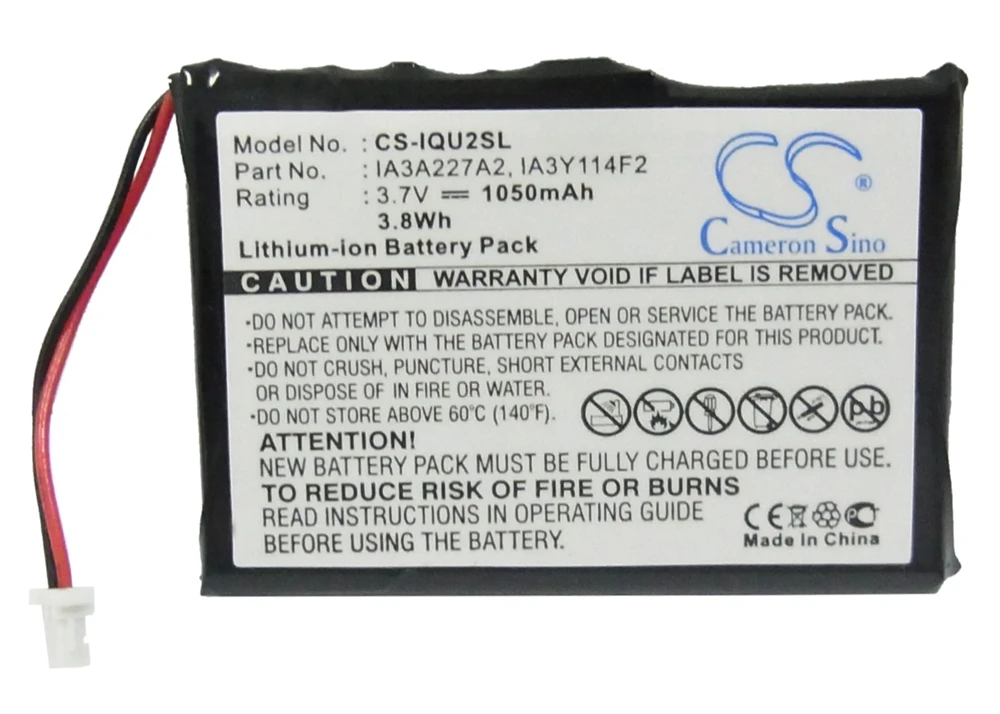 Model No. : CS-IQU2SL
Part No. : IA3A227A2, IA3Y114F2
Rating : 3.7V ⎓ 1050mAh
3.8Wh
Lithium-ion Battery Pack
CS ®
Cameron Sino
CAUTION WARRANTY VOID IF LABEL IS REMOVED
•DO NOT ATTEMPT TO DISASSEMBLE, OPEN OR SERVICE THE BATTERY PACK.
•REPLACE ONLY WITH THE BATTERY PACK DESIGNATED FOR THIS PRODUCT.
•DO NOT CRUSH, PUNCTURE, SHORT EXTERNAL CONTACTS
OR DISPOSE OF IN FIRE OR WATER.
•DO NOT STORE ABOVE 60°C (140°F).
Pb
ATTENTION!
NEW BATTERY PACK MUST BE FULLY CHARGED BEFORE USE.
TO REDUCE RISK OF FIRE OR BURNS
READ INSTRUCTIONS IN OPERATING GUIDE
BEFORE USING THE BATTERY.
CE
Made In China